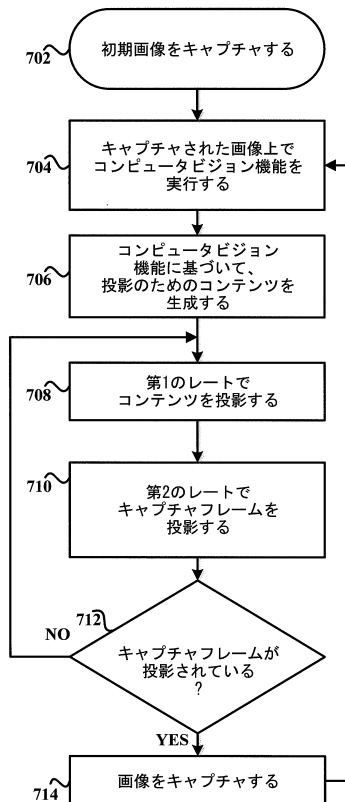 702
初期画像をキャプチャする
704
キャプチャされた画像上で
コンピュータビジョン機能を
実行する
706
コンピュータビジョン
機能に基づいて、
投影のためのコンテンツを
生成する
708
第1のレートで
コンテンツを投影する
710
第2のレートで
キャプチャフレームを
投影する
712
NO
キャプチャフレームが
投影されている
?
YES
714
画像をキャプチャする